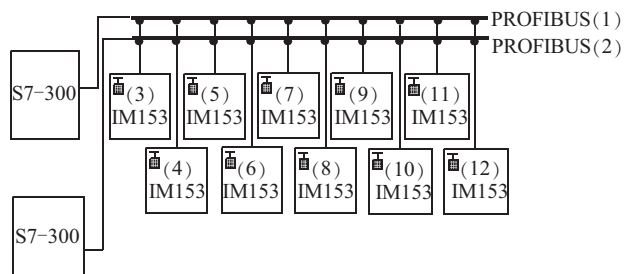 PROFIBUS(1)
PROFIBUS(2)
S7-300
(3)
IM153
(5)
IM153
(7)
IM153
(9)
IM153
(11)
IM153
(4)
IM153
(6)
IM153
(8)
IM153
(10)
IM153
(12)
IM153
S7-300